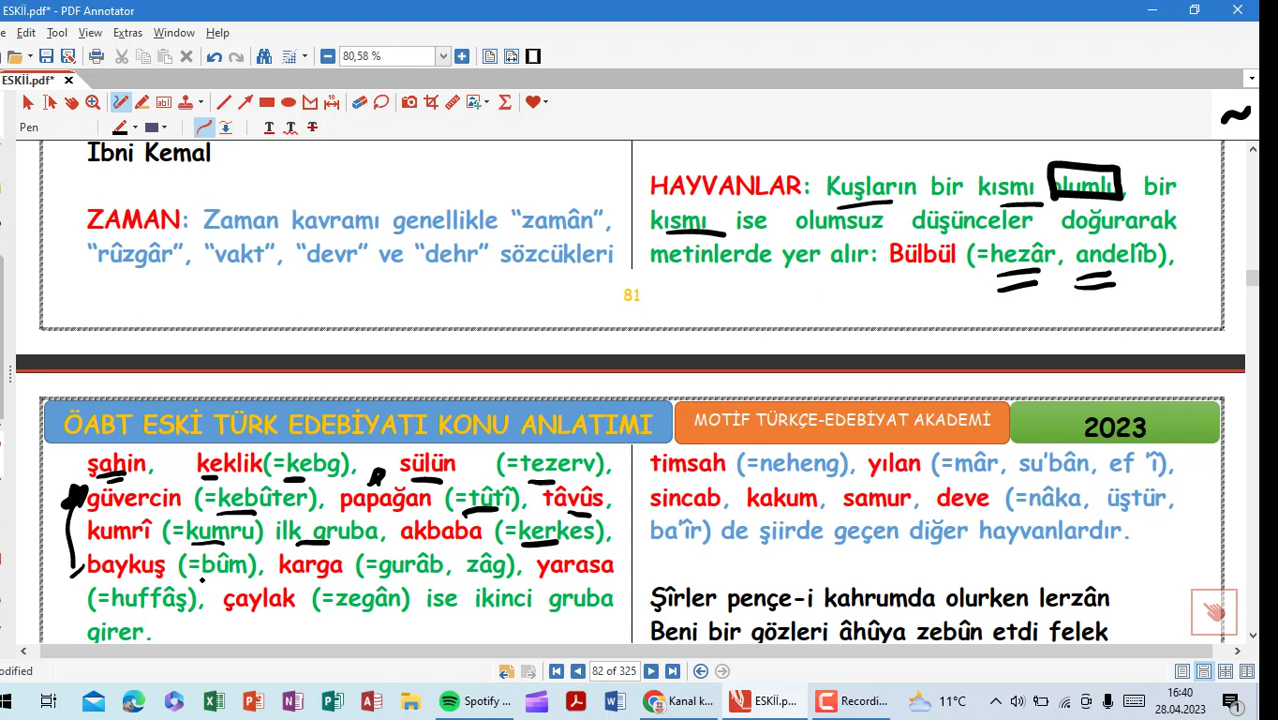 ESKİİ.pdf* - PDF Annotator
Edit Tool View Extras Window Help
80,58 %
ESKİİ.pdf*
Pen
İbni Kemal
ZAMAN: Zaman kavramı genellikle “zamân”,
“rûzgâr”, “vakt”, “devr” ve “dehr” sözcükleri
HAYVANLAR: Kuşların bir kısmı olumlu, bir
kısmı ise olumsuz düşünceler doğurarak
metinlerde yer alır: Bülbül (=hezâr, andelîb),
81
ÖABT ESKİ TÜRK EDEBİYATI KONU ANLATIMI
MOTİF TÜRKÇE-EDEBİYAT AKADEMİ
2023
şahin, keklik(=kebg), sülün (=tezerv),
güvercin (=kebûter), papağan (=tûtî), tâvûs,
kumrî (=kumru) ilk gruba, akbaba (=kerkes),
baykuş (=bûm), karga (=gurâb, zâg), yarasa
(=huffâş), çaylak (=zegân) ise ikinci gruba
girer.
timsah (=neheng), yılan (=mâr, su'bân, ef 'î)
sincab, kakum, samur, deve (=nâka, üştür,
ba'îr) de şiirde geçen diğer hayvanlardır.
Şîrler pençe-i kahrumda olurken lerzân
Beni bir gözleri âhûya zebûn etdi felek
odified
82 of 325
Spotify ...
Kanal k...
ESKİİ.p...
Recordi...
11°C
16:40
28.04.2023